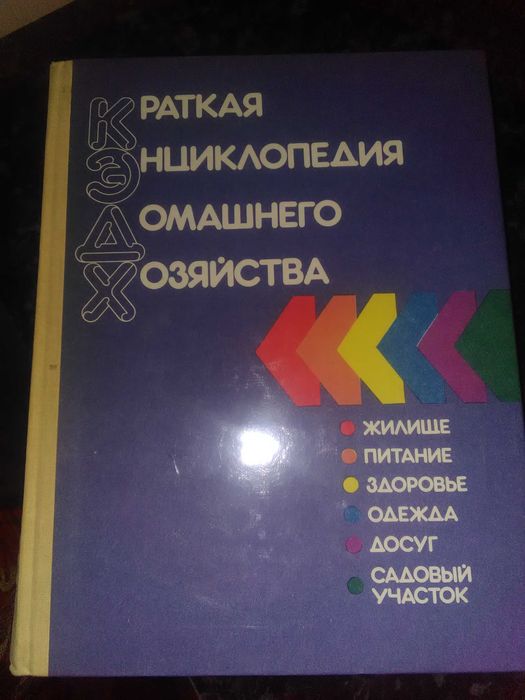 КРАТКАЯ
ЭНЦИКЛОПЕДИЯ
ДОМАШНЕГО
ХОЗЯЙСТВА
ЖИЛИЩЕ
ПИТАНИЕ
ЗДОРОВЬЕ
ОДЕЖДА
ДОСУГ
САДОВЫЙ
УЧАСТОК